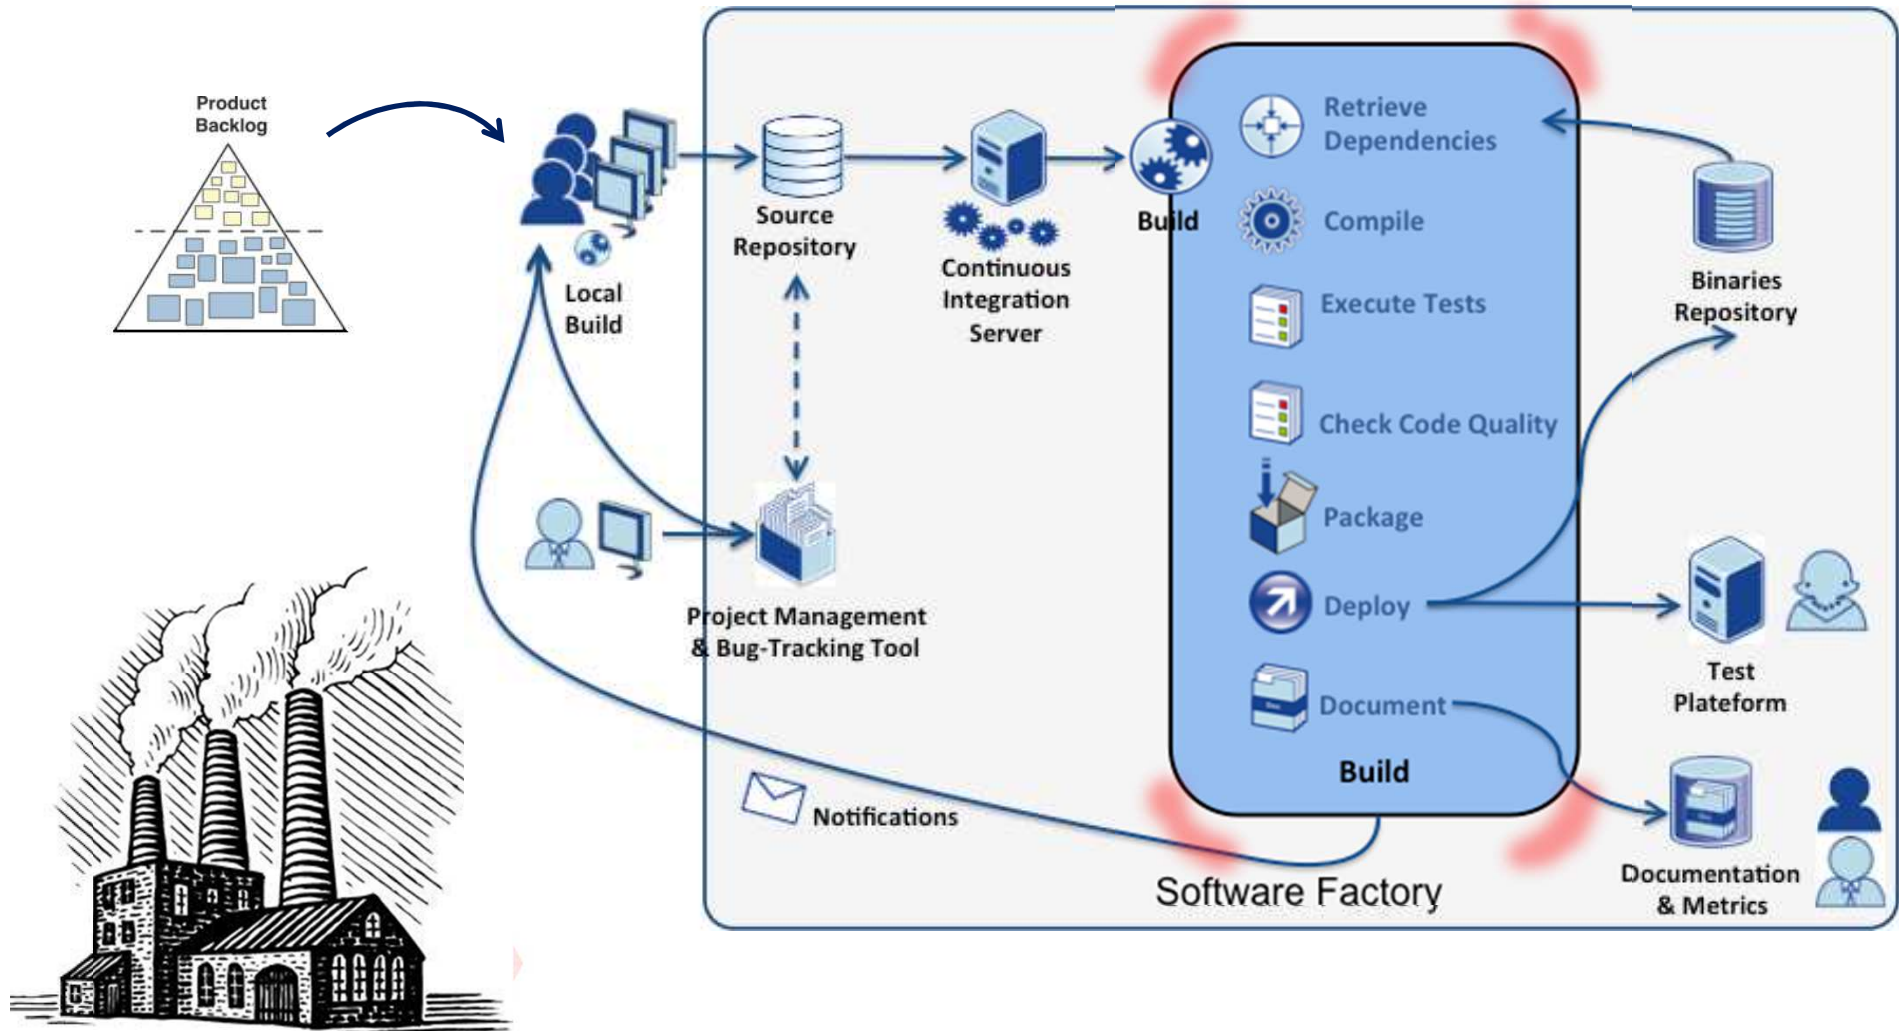 Product
Backlog
Local
Build
Source
Repository
Continuous
Integration
Server
Build
Retrieve
Dependencies
Compile
Execute Tests
Check Code Quality
Package
Deploy
Document
Build
Binaries
Repository
Test
Plateform
Documentation
& Metrics
Project Management
& Bug-Tracking Tool
Notifications
Software Factory